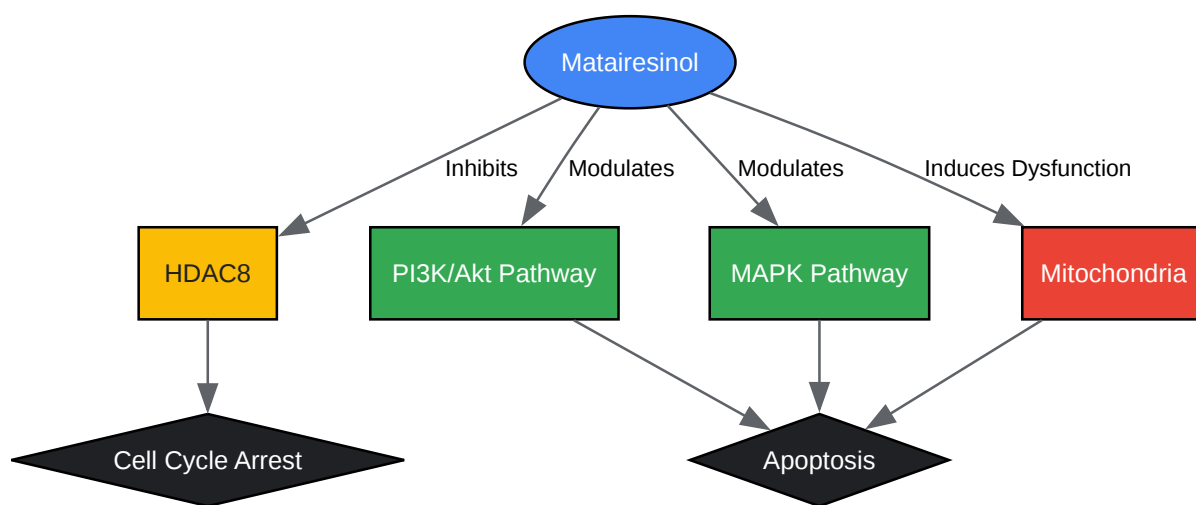 Matairesinol
Inhibits
Modulates
Modulates
Induces Dysfunction
HDAC8
PI3K/Akt Pathway
MAPK Pathway
Mitochondria
Cell Cycle Arrest
Apoptosis